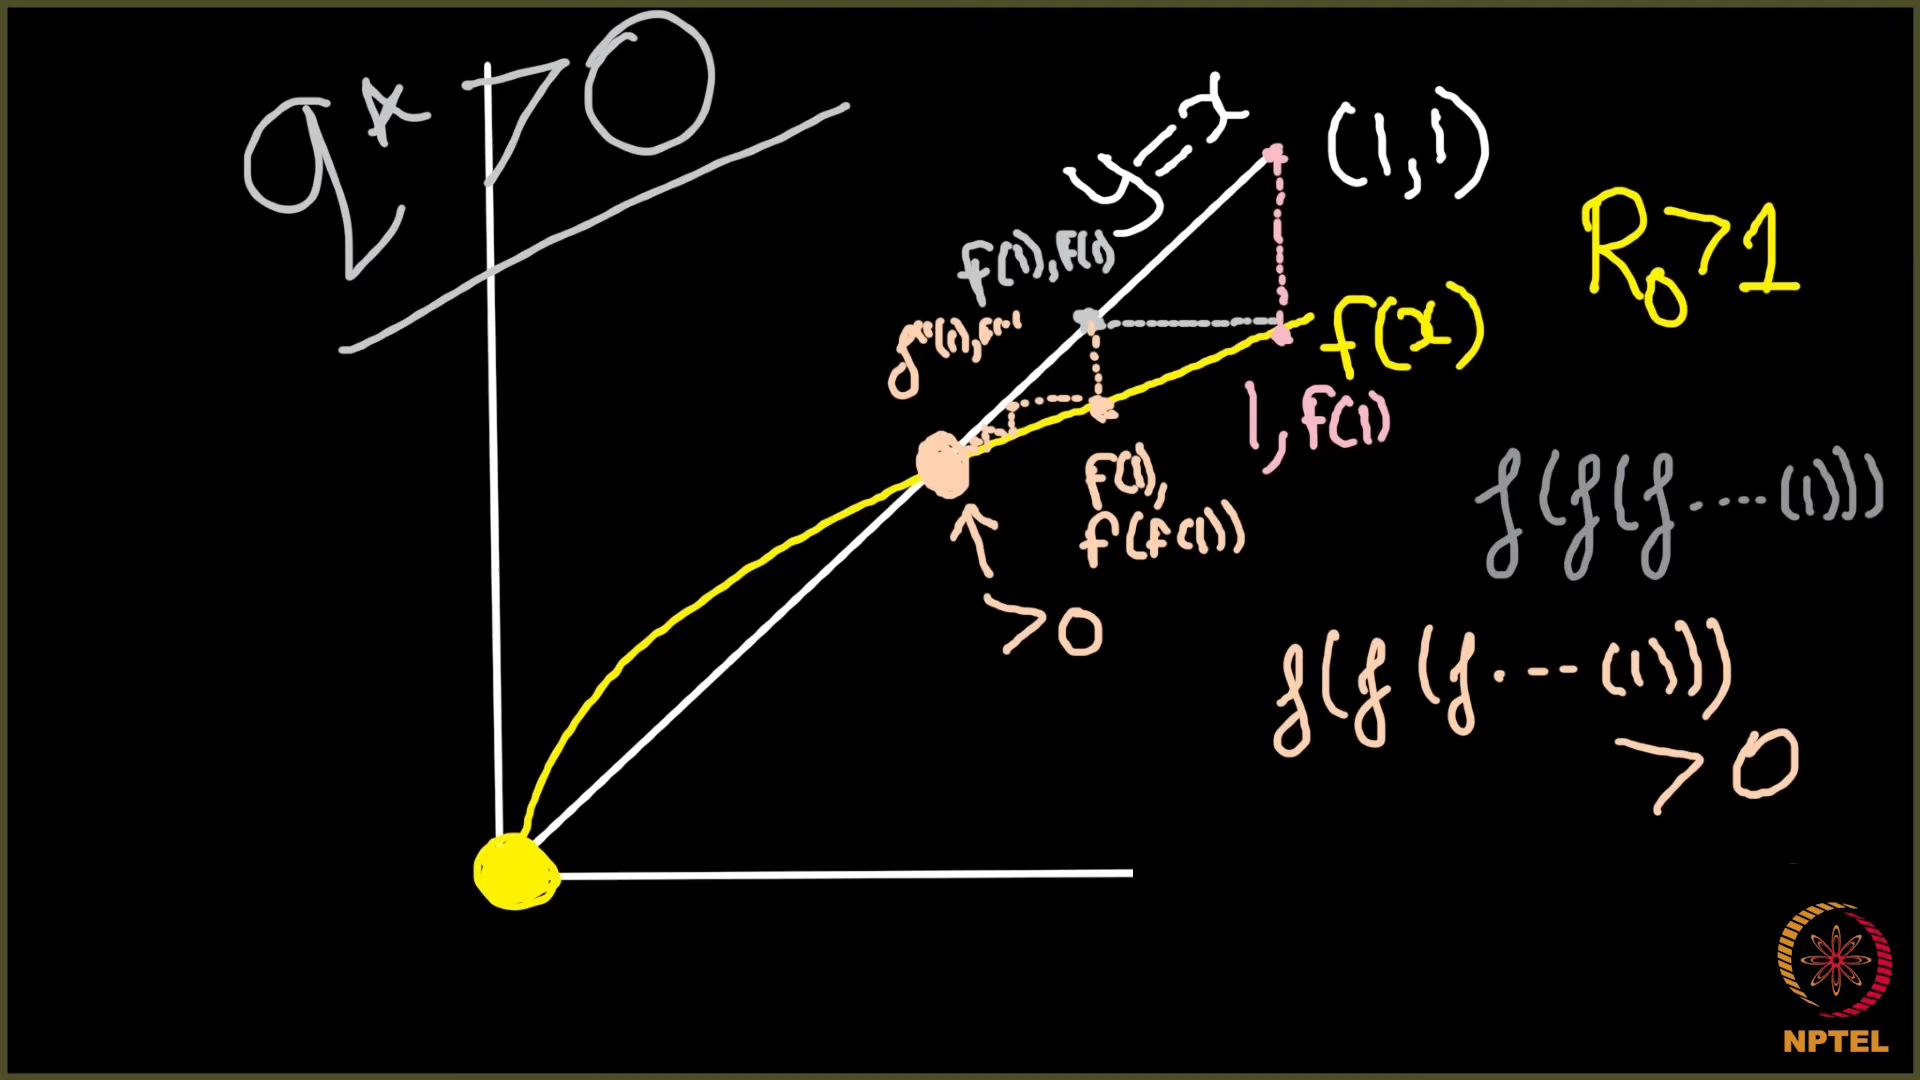 q* > 0
y = x
(1,1)
R₀ > 1
f(1), f(1)
f(x)
1, f(1)
f(1),
f(f(1))
f(f(f....(1)))
> 0
f(f(f.---(1)))
> 0
NPTEL